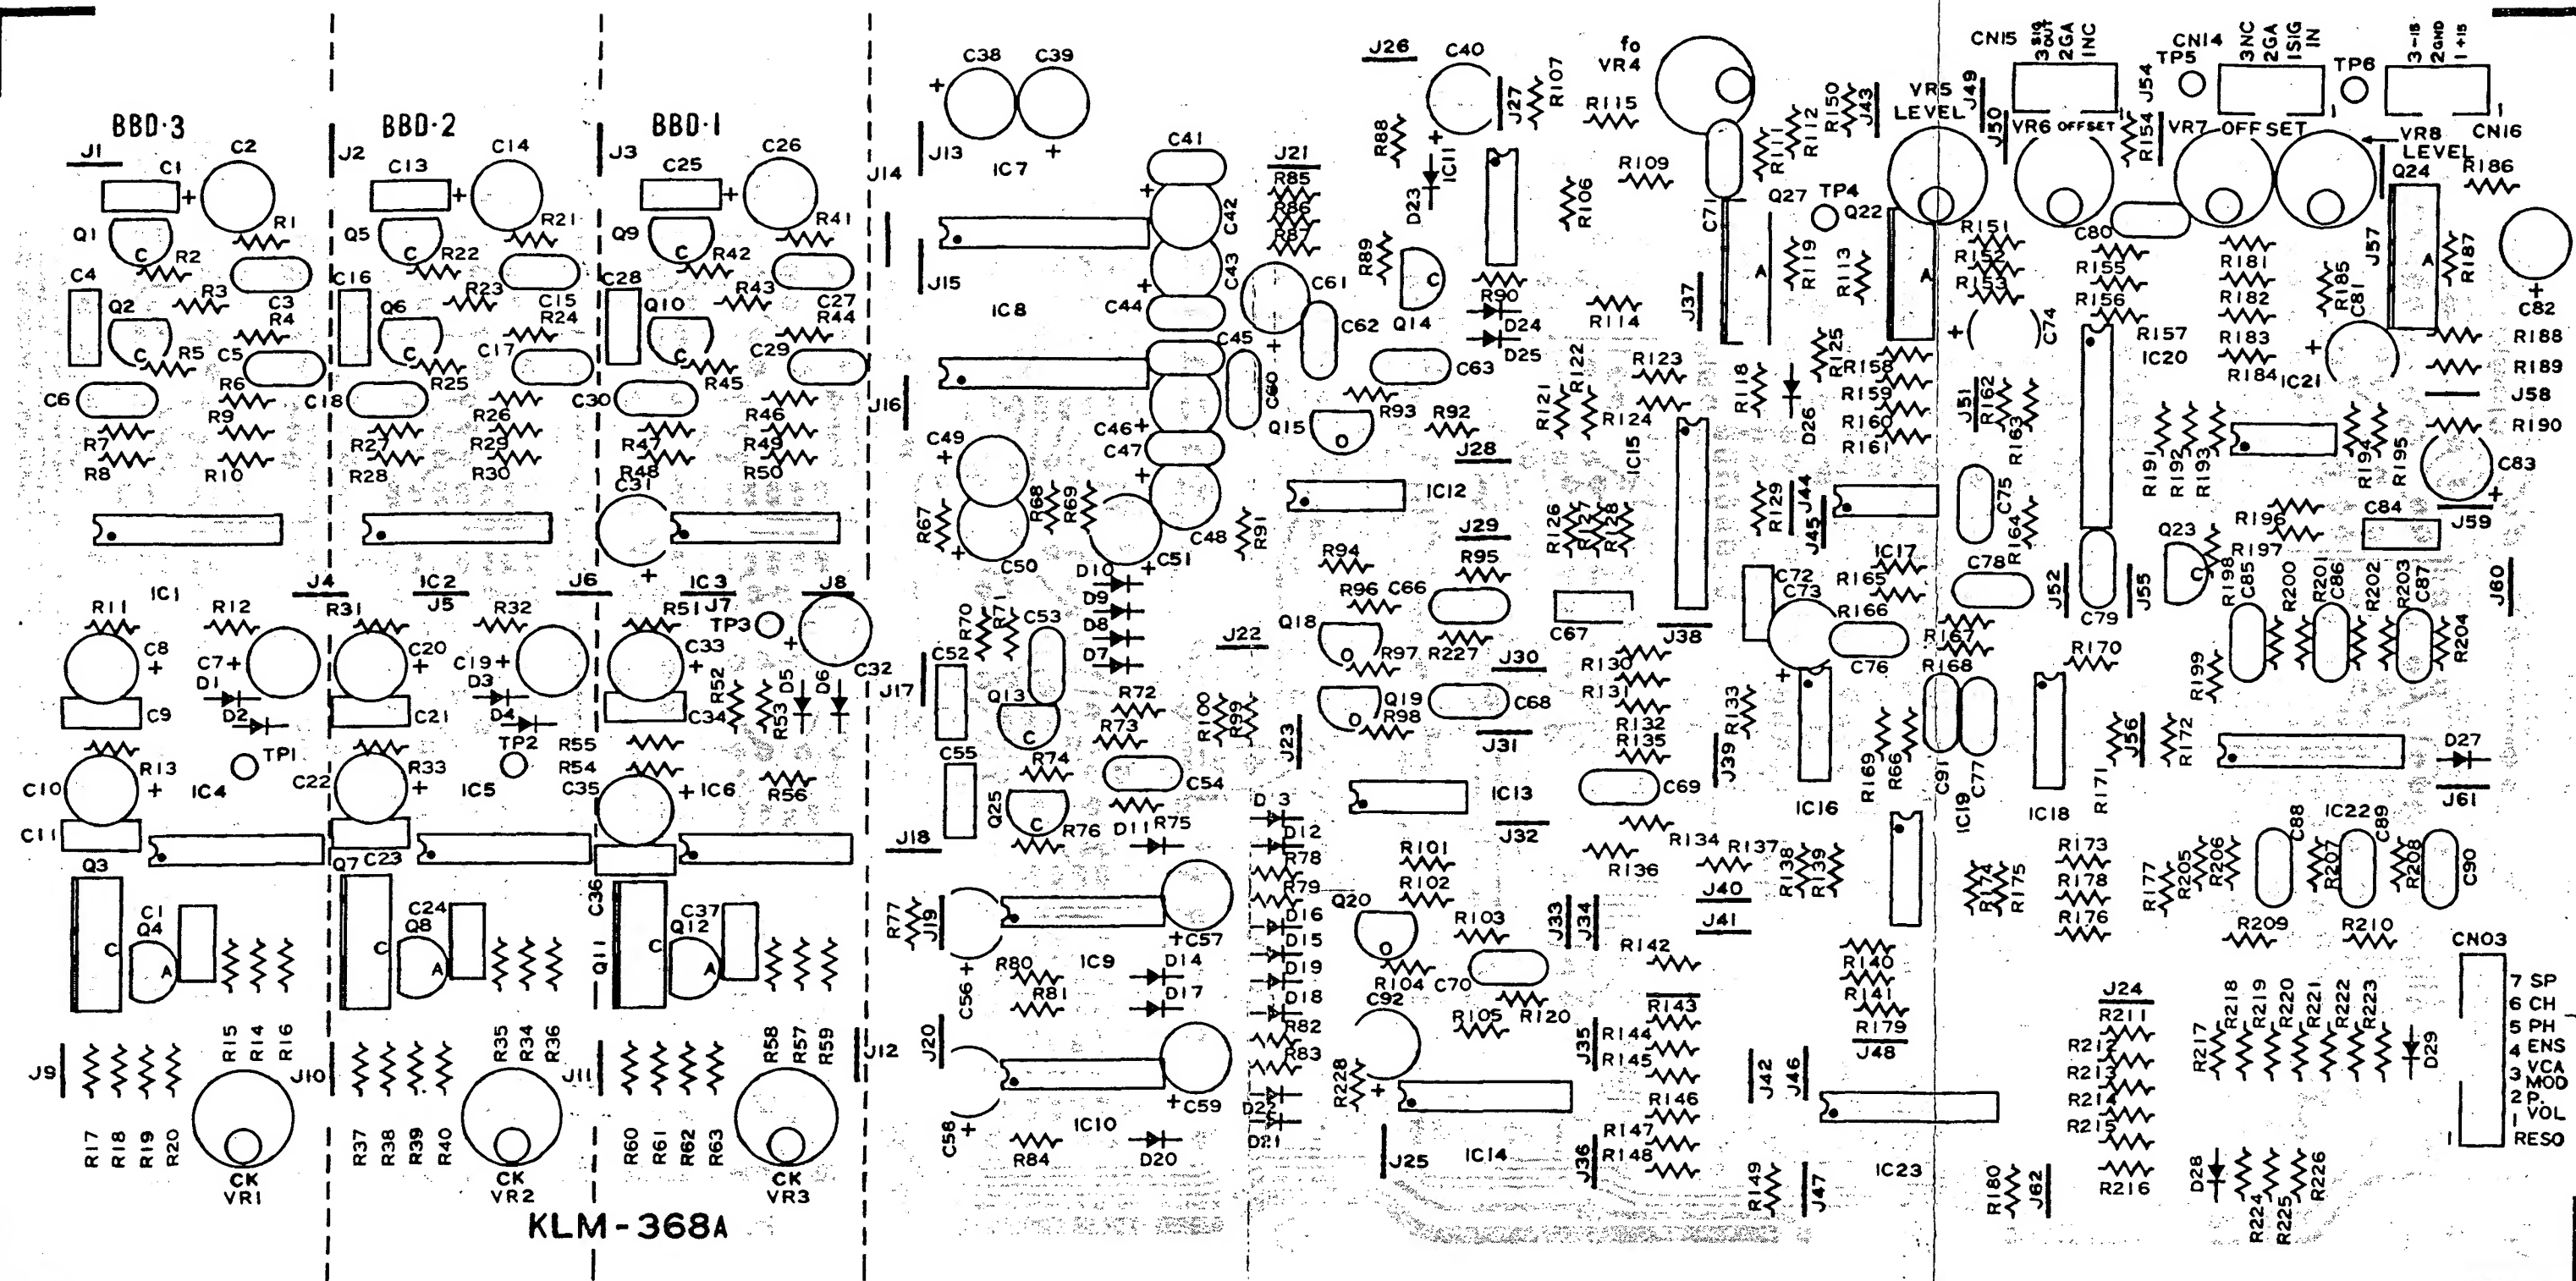 BBD-3
BBD-2
BBD-1
J1
C1
C2
J2
C13
C14
J3
C25
C26
Q1
R1
R2
Q5
R21
R22
Q9
R41
R42
C4
R3
C3
R4
C16
R23
C15
R24
C28
R43
C27
R44
Q2
R5
C5
Q6
R25
C17
Q10
R45
C29
C6
R6
R9
C18
R26
C30
R46
R7
R8
R10
R27
R28
R29
R30
R47
R48
R49
R50
C31
IC1
J4
IC2
J5
J6
IC3
J7
J8
R11
R12
R31
R32
R51
TP3
C8
C7
D1
D2
C20
C19
D3
D4
C33
R52
R53
D5
D6
C32
C9
C21
C34
TP1
TP2
R55
R54
R13
R33
C10
IC4
C22
IC5
C35
IC6
R56
C11
C23
C36
Q3
C1
Q4
Q7
C24
Q8
Q11
C37
Q12
C
A
C
A
C
A
R15
R14
R16
R35
R34
R36
R58
R57
R59
J9
J10
J11
J12
R17
R18
R19
R20
CK
VR1
R37
R38
R39
R40
CK
VR2
R60
R61
R62
R63
CK
VR3
KLM-368A
C38
C39
J13
J14
IC7
C41
C42
J15
IC8
C43
C44
J16
C45
C46
C47
C48
C49
C50
R67
R68
R69
C51
C60
C61
C62
J21
R85
R86
R87
R91
D10
D9
D8
D7
R70
R71
C53
C52
J17
Q13
R72
R73
R74
C54
C55
Q25
R75
R76
D11
J18
J22
R100
R99
J23
D12
R78
R79
D16
D15
D19
D18
R82
R83
D21
R77
J19
C57
C56
R80
IC9
D14
R81
D17
J20
C59
C58
IC10
R84
D20
J26
C40
J27
R107
fo
VR4
R115
R88
IC11
D23
R106
R109
R89
Q14
R90
D24
D25
R114
J37
C71
R111
R112
R150
J43
Q27
TP4
Q22
R119
R113
R125
C63
R93
R92
Q15
J28
R121
R122
R123
R124
IC15
R118
D26
IC12
J29
R94
R95
R96
C66
R126
R127
R128
R129
J44
J45
Q18
R97
R227
J30
C67
J38
C72
C73
IC17
R165
R166
C76
Q19
R98
C68
J31
R130
R131
R132
R135
R133
J39
IC13
J32
C69
R134
R136
R137
R138
R139
IC16
R169
R66
R101
R102
Q20
R103
R104
C70
C92
R105
R120
J33
J34
J40
J41
R142
R143
R144
R145
R146
R147
R148
J35
J36
R140
R141
R179
J48
J42
J46
R228
J25
IC14
R149
J47
IC23
CN15
3 SIG OUT
2GA
1NC
CN14
3NC
2GA
1SIG IN
3 -15
2GND
1 +15
TP5
TP6
J54
J49
J50
VR5
LEVEL
VR6 OFFSET
R154
VR7 OFFSET
VR8
LEVEL
CN16
R186
Q24
R151
R152
R153
C80
R155
R156
R181
R182
R183
R184
R185
C81
J57
R187
C82
C74
R157
IC20
IC21
R188
R189
J58
R190
R158
R159
R160
R161
J51
R162
R163
R164
C75
R191
R192
R193
R194
R195
C83
C84
J59
Q23
R196
R197
R198
C78
C79
J52
J55
C85
R200
R201
C86
R202
R203
C87
R204
J80
R167
R168
R170
R199
C91
C77
IC19
IC18
R171
J56
R172
D27
J61
IC22
C88
C89
C90
R173
R178
R176
R174
R175
R177
R205
R206
R207
R208
R209
R210
CN03
7 SP
6 CH
5 PH
4 ENS
3 VCA
MOD
2 P.
VOL
1
RESO
J24
R211
R212
R213
R214
R215
R216
R217
R218
R219
R220
R221
R222
R223
D29
D28
R224
R225
R226
R180
J62